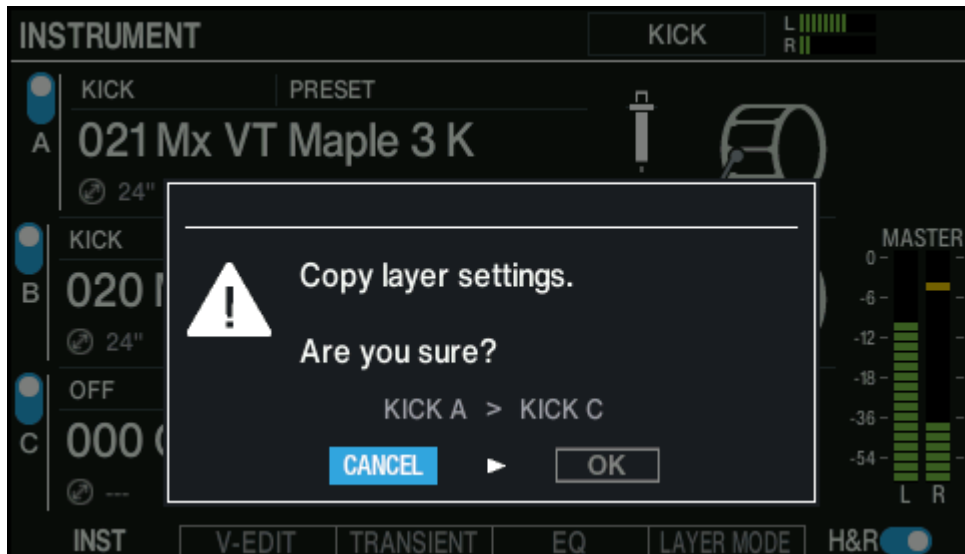 INSTRUMENT
KICK
L
R
KICK PRESET
A
021 Mx VT Maple 3 K
24"
KICK
B
020
24"
OFF
C
000
---
Copy layer settings.
Are you sure?
KICK A > KICK C
CANCEL ► OK
MASTER
0-
-6-
-12-
-18-
-36-
-54-
L R
INST V-EDIT TRANSIENT EQ LAYER MODE H&R